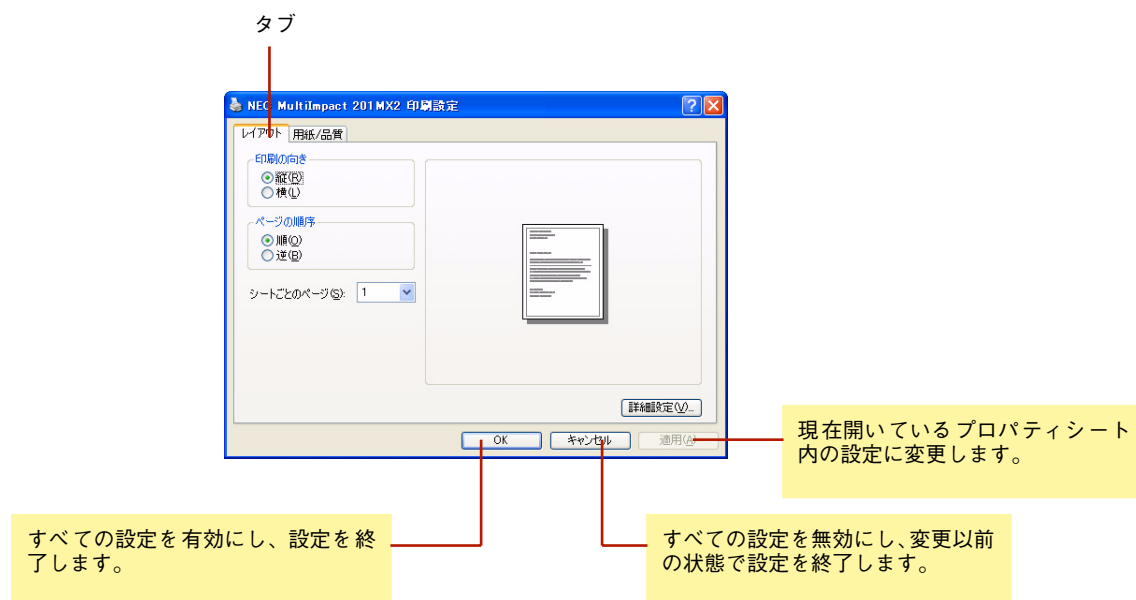 タブ
NEC MultiImpact 201MX2 印刷設定
レイアウト 用紙/品質
印刷の向き
縦(R)
横(L)
ページの順序
順(O)
逆(B)
シートごとのページ(S): 1
詳細設定(V)...
OK キャンセル 適用(A)
現在開いているプロパティシート
内の設定に変更します。
すべての設定を有効にし、設定を終
了します。
すべての設定を無効にし、変更以前
の状態で設定を終了します。